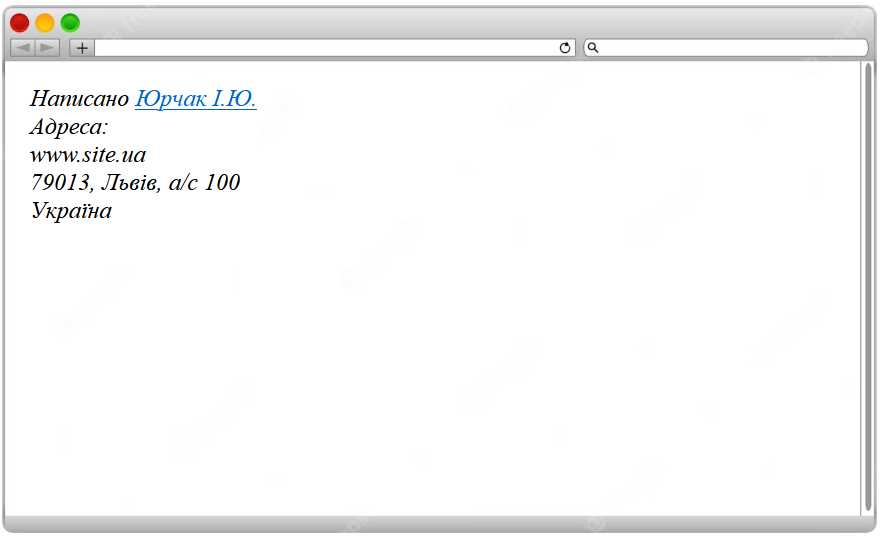 Написано Юрчак І.Ю.
Адреса:
www.site.ua
79013, Львів, а/с 100
Україна